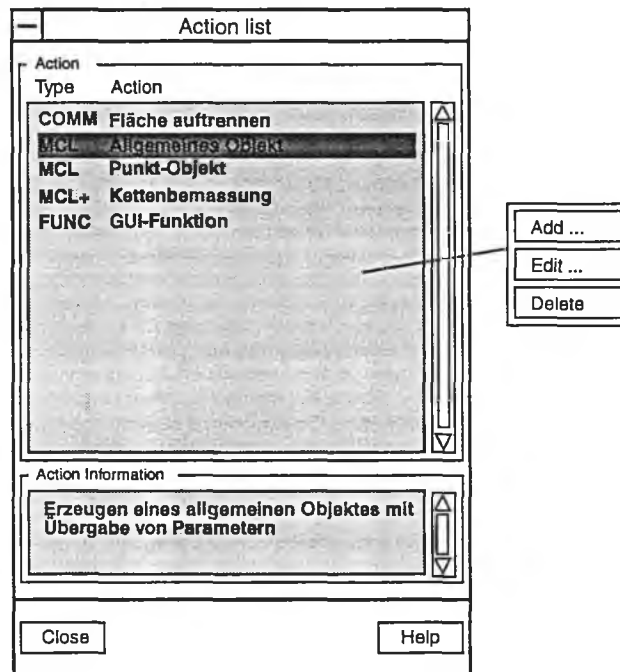 Action list
Action
Type Action
COMM Fläche auftrennen
MCL Allgemeines Objekt
MCL Punkt-Objekt
MCL+ Kettenbemassung
FUNC GUI-Funktion
Add ...
Edit ...
Delete
Action Information
Erzeugen eines allgemeinen Objektes mit
Übergabe von Parametern
Close Help